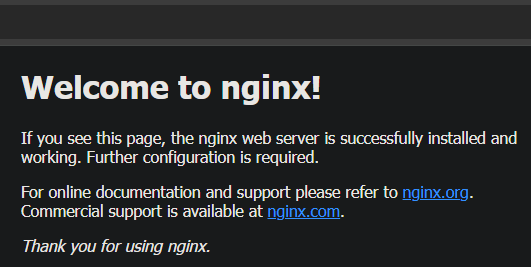 Welcome to nginx!
If you see this page, the nginx web server is successfully installed and
working. Further configuration is required.
For online documentation and support please refer to nginx.org.
Commercial support is available at nginx.com.
Thank you for using nginx.